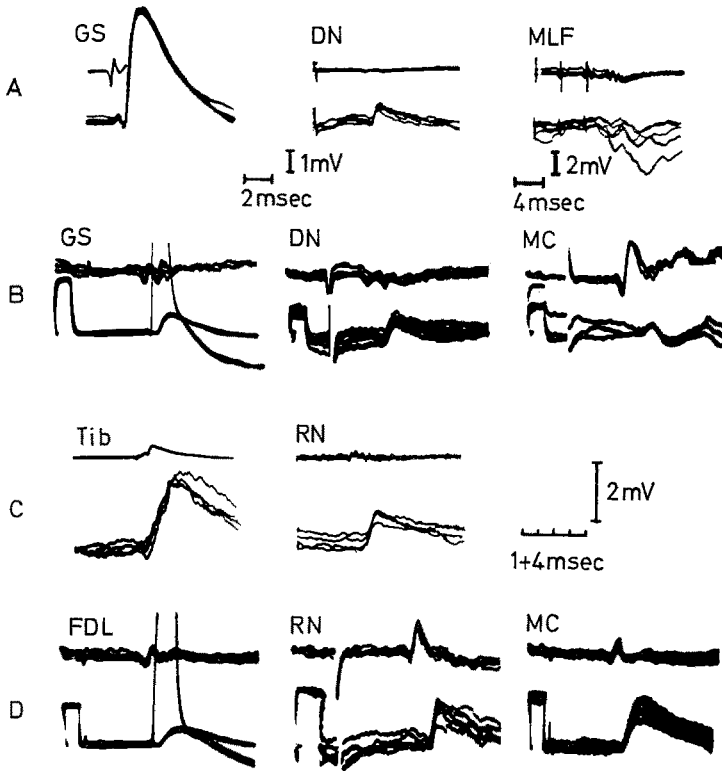 GS DN MLF
A
1mV
2msec
2mV
4msec
GS DN MC
B
Tib RN
C
2mV
1+4msec
FDL RN MC
D